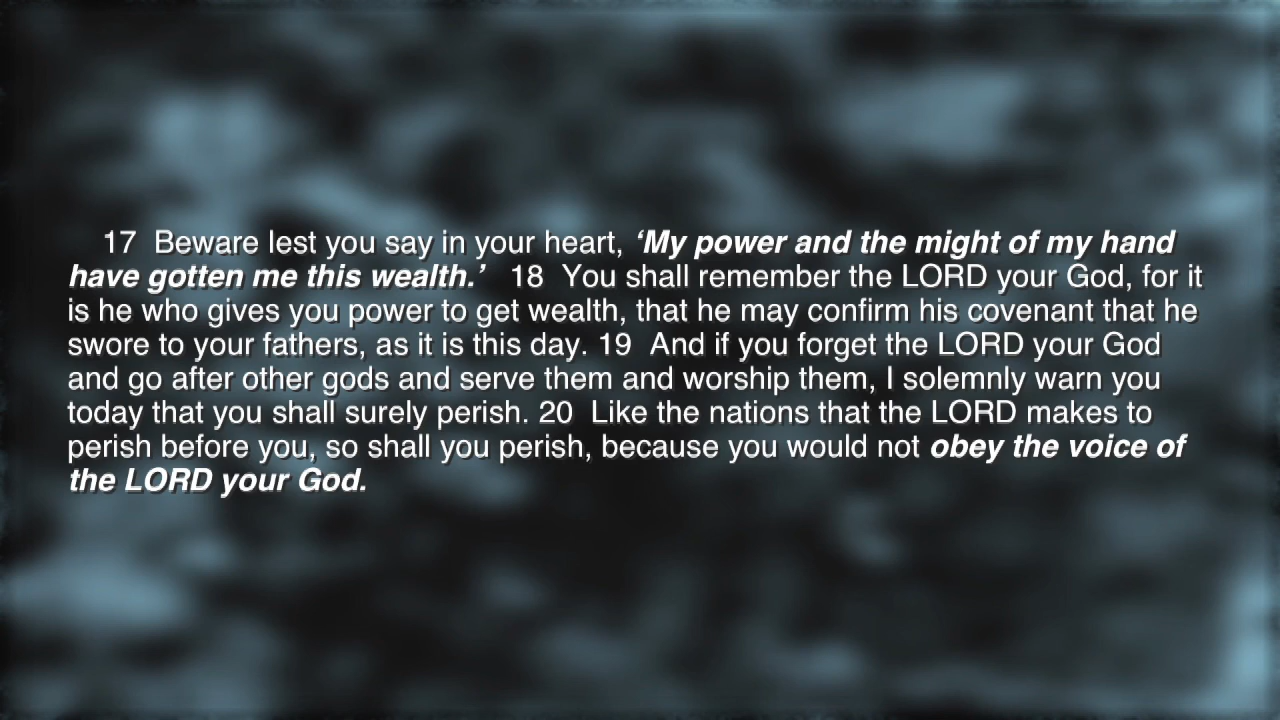 17 Beware lest you say in your heart, ‘My power and the might of my hand
have gotten me this wealth.’ 18 You shall remember the LORD your God, for it
is he who gives you power to get wealth, that he may confirm his covenant that he
swore to your fathers, as it is this day. 19 And if you forget the LORD your God
and go after other gods and serve them and worship them, I solemnly warn you
today that you shall surely perish. 20 Like the nations that the LORD makes to
perish before you, so shall you perish, because you would not obey the voice of
the LORD your God.